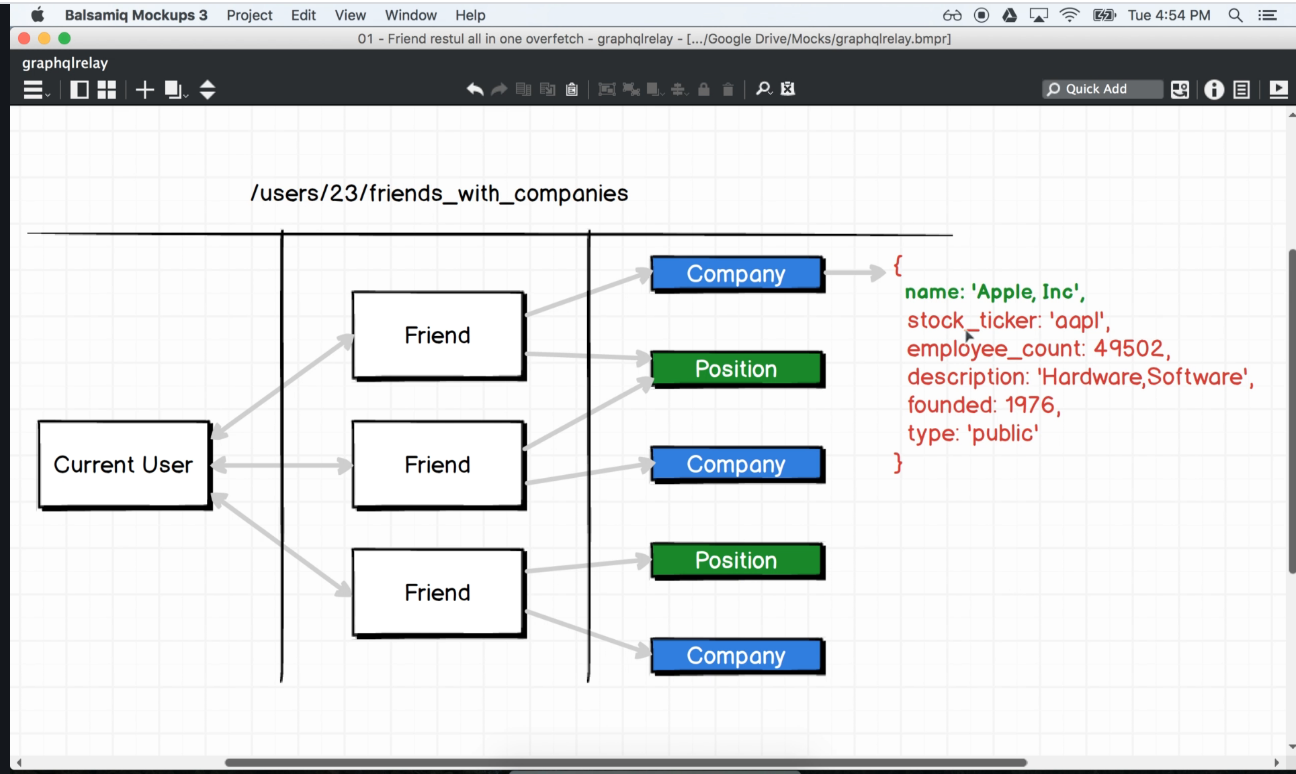 Balsamiq Mockups 3 Project Edit View Window Help Tue 4:54 PM
01 - Friend restul all in one overfetch - graphqlrelay - [.../Google Drive/Mocks/graphqlrelay.bmpr]
graphqlrelay
Quick Add
/users/23/friends_with_companies
Current User
Friend
Friend
Friend
Company
Position
Company
Position
Company
{
name: 'Apple, Inc',
stock_ticker: 'aapl',
employee_count: 49502,
description: 'Hardware,Software',
founded: 1976,
type: 'public'
}